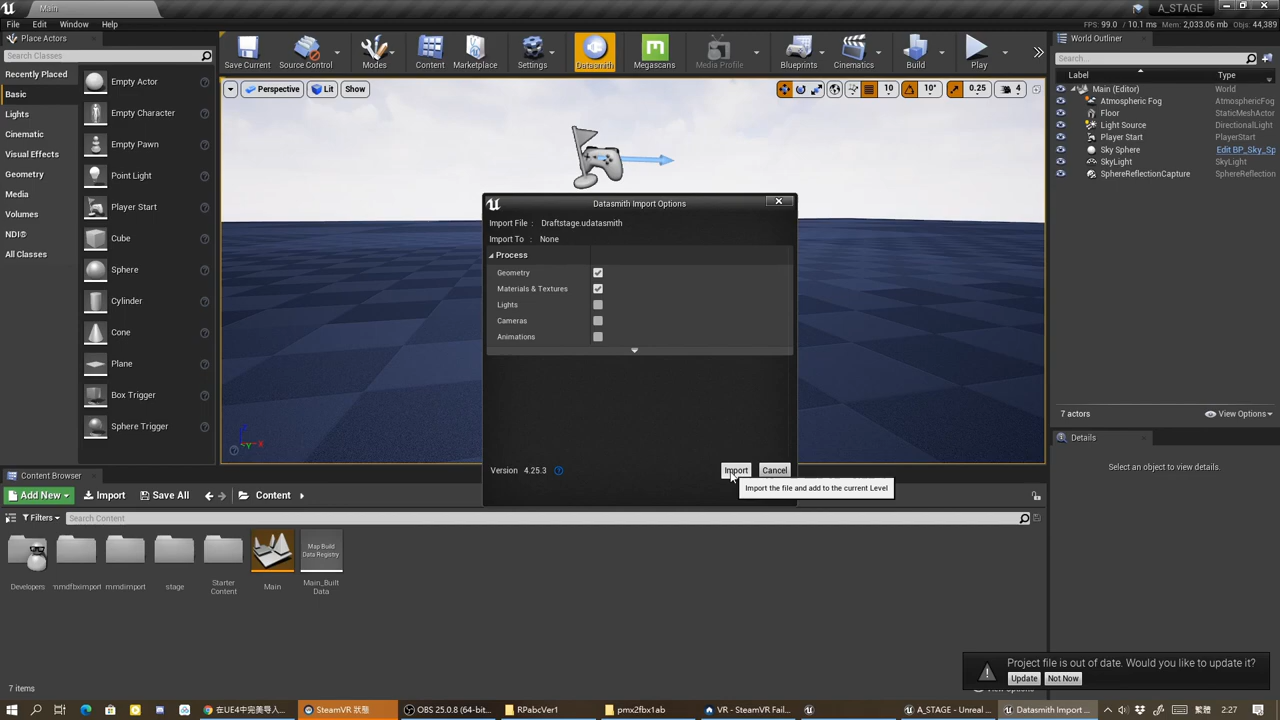 Main
A_STAGE
File Edit Window Help
FPS: 99.0 / 10.1 ms | Mem: 2,033.06 mb | Objs: 44,389
Place Actors
Search Classes
Recently Placed
Basic
Lights
Cinematic
Visual Effects
Geometry
Media
Volumes
NDI®
All Classes
Empty Actor
Empty Character
Empty Pawn
Point Light
Player Start
Cube
Sphere
Cylinder
Cone
Plane
Box Trigger
Sphere Trigger
Save Current
Source Control
Modes
Content
Marketplace
Settings
Datasmith
Megascans
Media Profile
Blueprints
Cinematics
Build
Play
Perspective Lit Show
10 10° 0.25 4
Datasmith Import Options
Import File : Draftstage.udatasmith
Import To : None
Process
Geometry
Materials & Textures
Lights
Cameras
Animations
Version 4.25.3
Import Cancel
Import the file and add to the current Level
World Outliner
Search...
Label Type
Main (Editor) World
Atmospheric Fog AtmosphericFog
Floor StaticMeshActor
Light Source DirectionalLight
Player Start PlayerStart
Sky Sphere Edit BP_Sky_Sp
SkyLight SkyLight
SphereReflectionCapture SphereReflection
7 actors
View Options
Details
Select an object to view details.
Content Browser
Add New Import Save All Content
Filters Search Content
Developers
mmdfbximport
mmdimport
stage
Starter
Content
Main
Map Build
Data Registry
Main_Built
Data
7 items
Project file is out of date. Would you like to update it?
Update Not Now
在UE4中完美导入...
SteamVR 狀態
OBS 25.0.8 (64-bit...
RPabcVer1
pmx2fbx1ab
VR - SteamVR Fail...
A_STAGE - Unreal ...
Datasmith Import ...
繁體
2:27